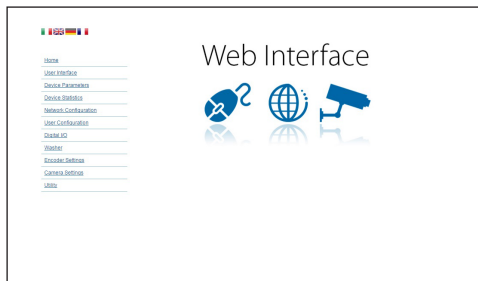 Web Interface
Home
User Interface
Device Parameters
Device Statistics
Network Configuration
User Configuration
Digital I/O
Washer
Encoder Settings
Camera Settings
Utility